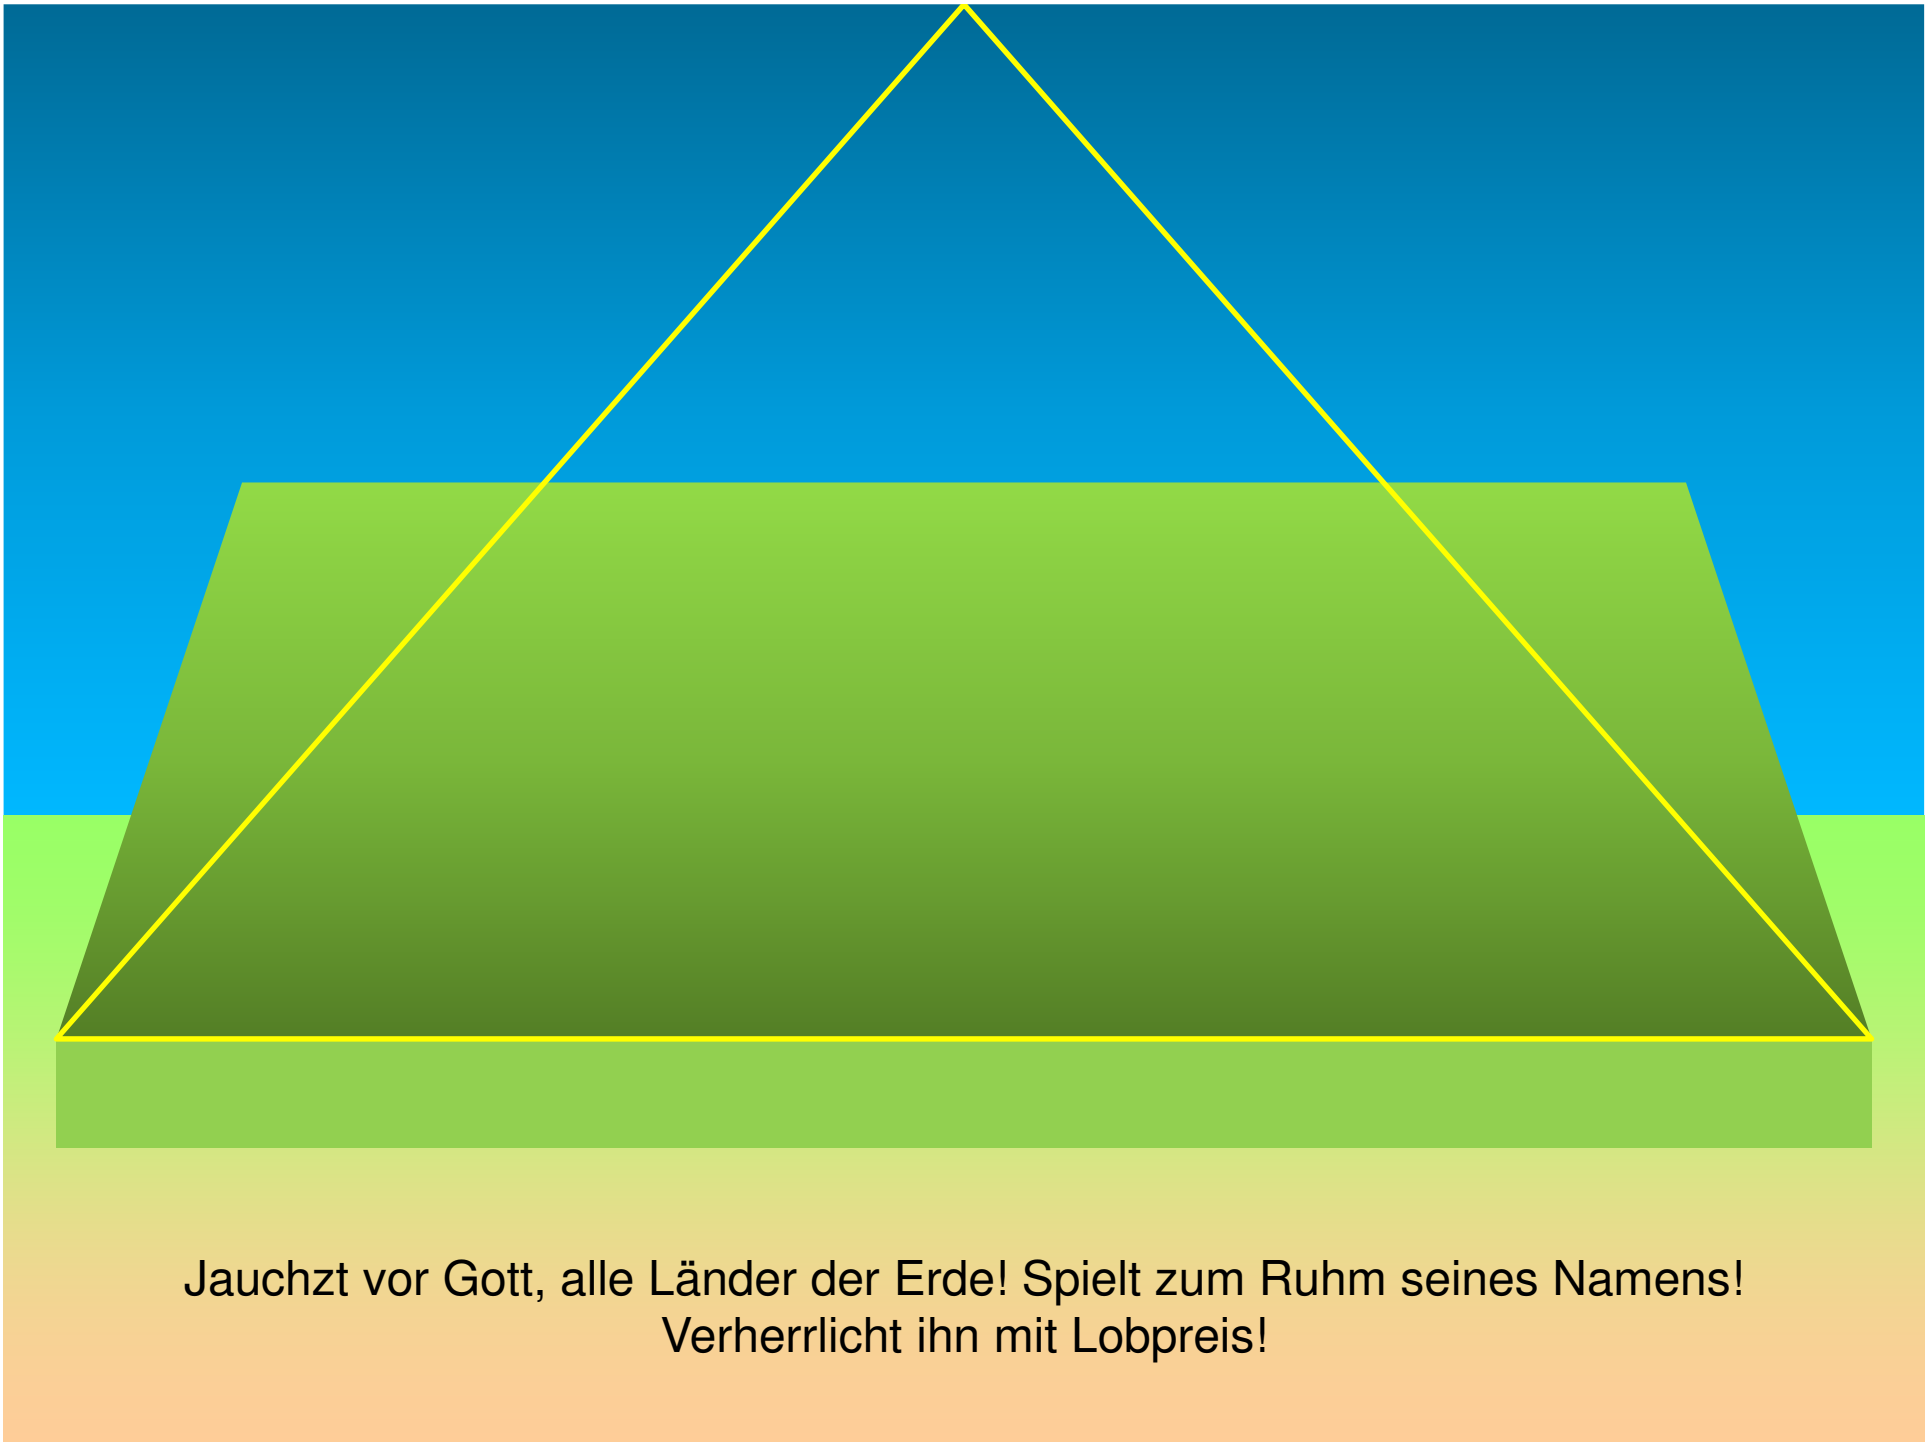 Jauchzt vor Gott, alle Länder der Erde! Spielt zum Ruhm seines Namens!
Verherrlicht ihn mit Lobpreis!